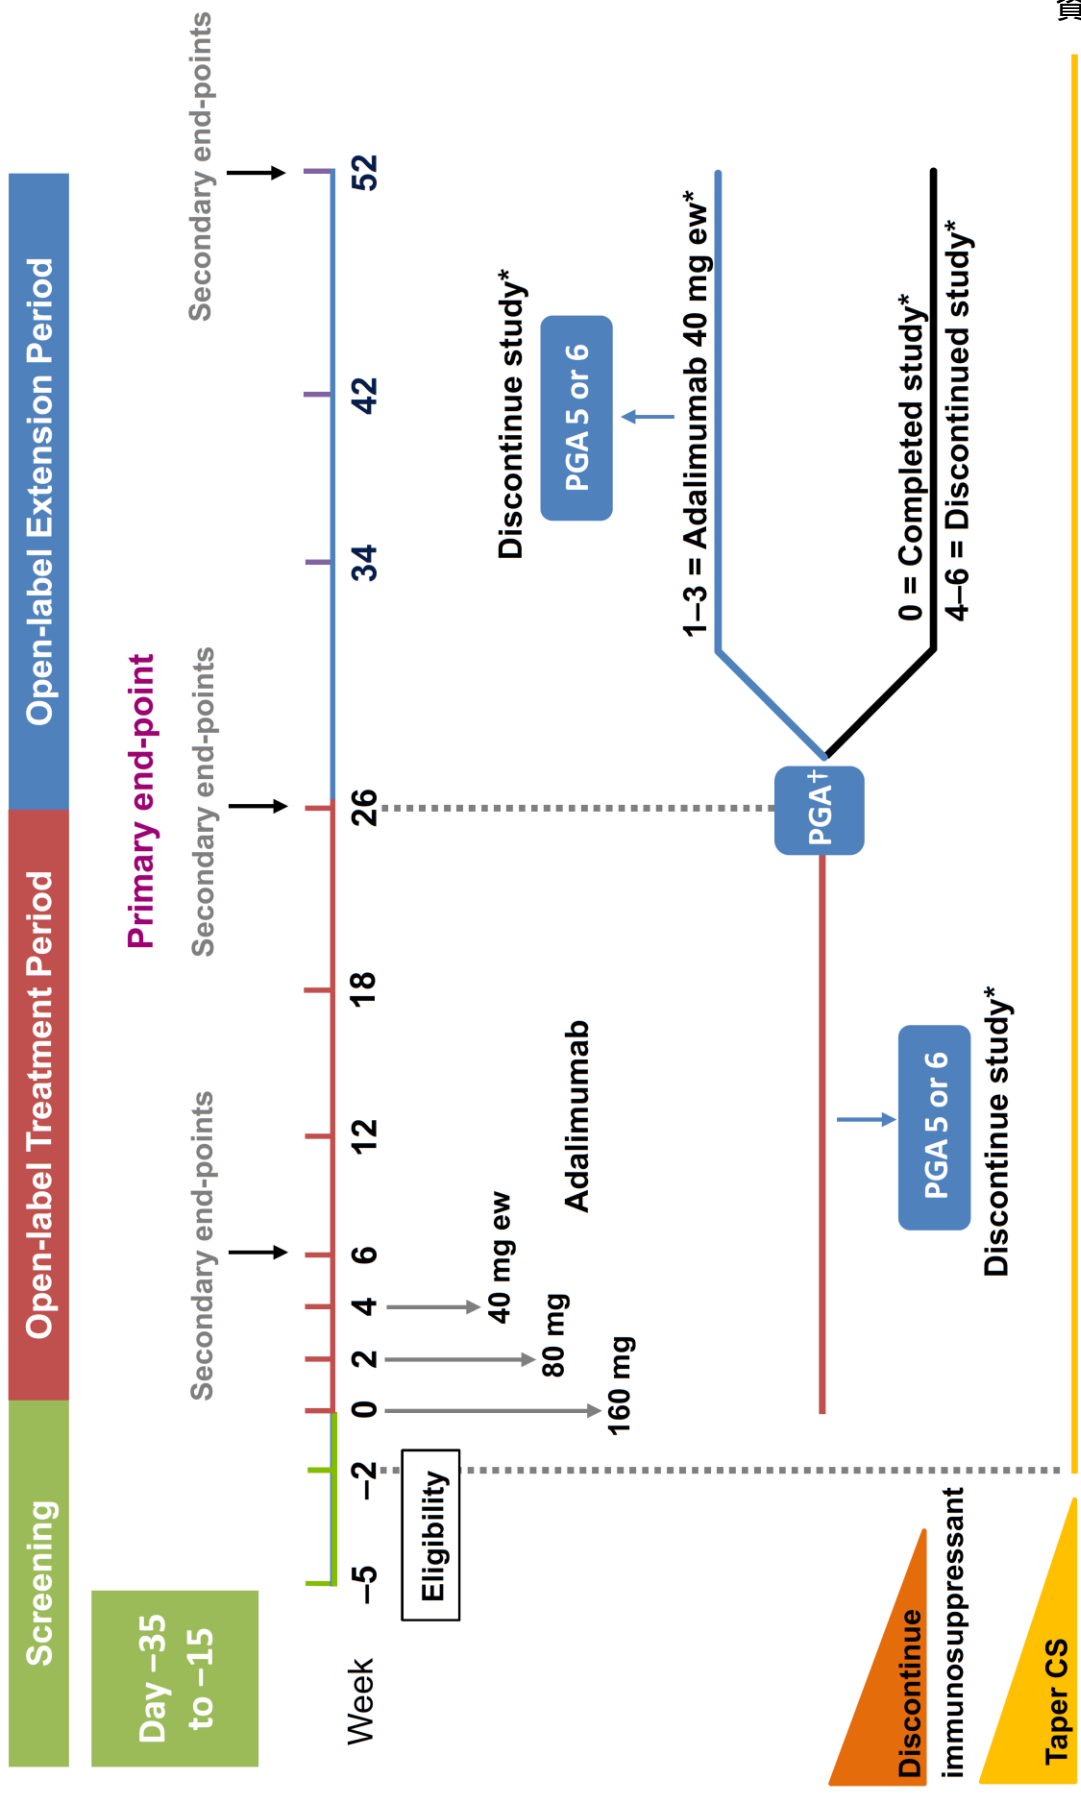 Screening
Open-label Treatment Period
Open-label Extension Period
Day –35
to –15
Primary end-point
Secondary end-points
Secondary end-points
Secondary end-points
Week
–5
–2
0
2
4
6
12
18
26
34
42
52
Eligibility
40 mg ew
80 mg
160 mg
Adalimumab
Discontinue study*
PGA 5 or 6
1–3 = Adalimumab 40 mg ew*
PGA†
0 = Completed study*
4–6 = Discontinued study*
PGA 5 or 6
Discontinue study*
Discontinue
immunosuppressant
Taper CS